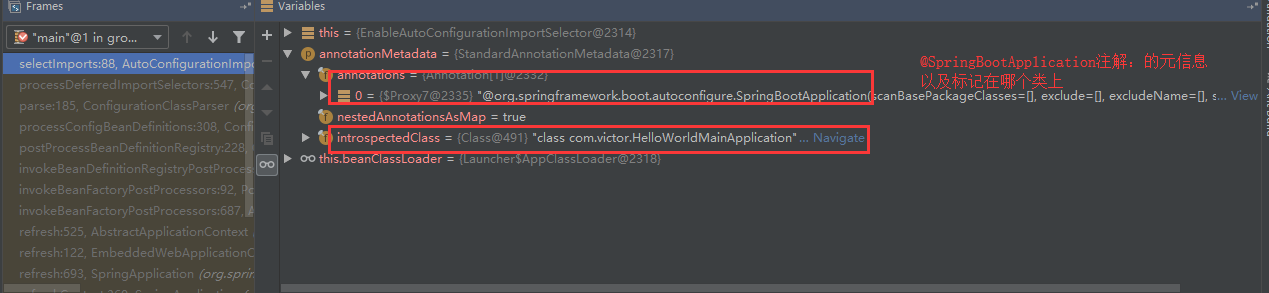 Frames
"main"@1 in gro...
selectImports:88, AutoConfigurationImp
processDeferredImportSelectors:547, Co
parse:185, ConfigurationClassParser (org
processConfigBeanDefinitions:308, Confi
postProcessBeanDefinitionRegistry:228, 
invokeBeanDefinitionRegistryPostProcess
invokeBeanFactoryPostProcessors:92, Po
invokeBeanFactoryPostProcessors:687, A
refresh:525, AbstractApplicationContext
refresh:122, EmbeddedWebApplicationC
refresh:693, SpringApplication (org.sprin
Variables
this = {EnableAutoConfigurationImportSelector@2314}
annotationMetadata = {StandardAnnotationMetadata@2317}
annotations = {Annotation[1]@2332}
0 = {$Proxy7@2335} "@org.springframework.boot.autoconfigure.SpringBootApplication(scanBasePackageClasses=[], exclude=[], excludeName=[], s... View
nestedAnnotationsAsMap = true
introspectedClass = {Class@491} "class com.victor.HelloWorldMainApplication"... Navigate
this.beanClassLoader = {Launcher$AppClassLoader@2318}
@SpringBootApplication注解：的元信息
以及标记在哪个类上